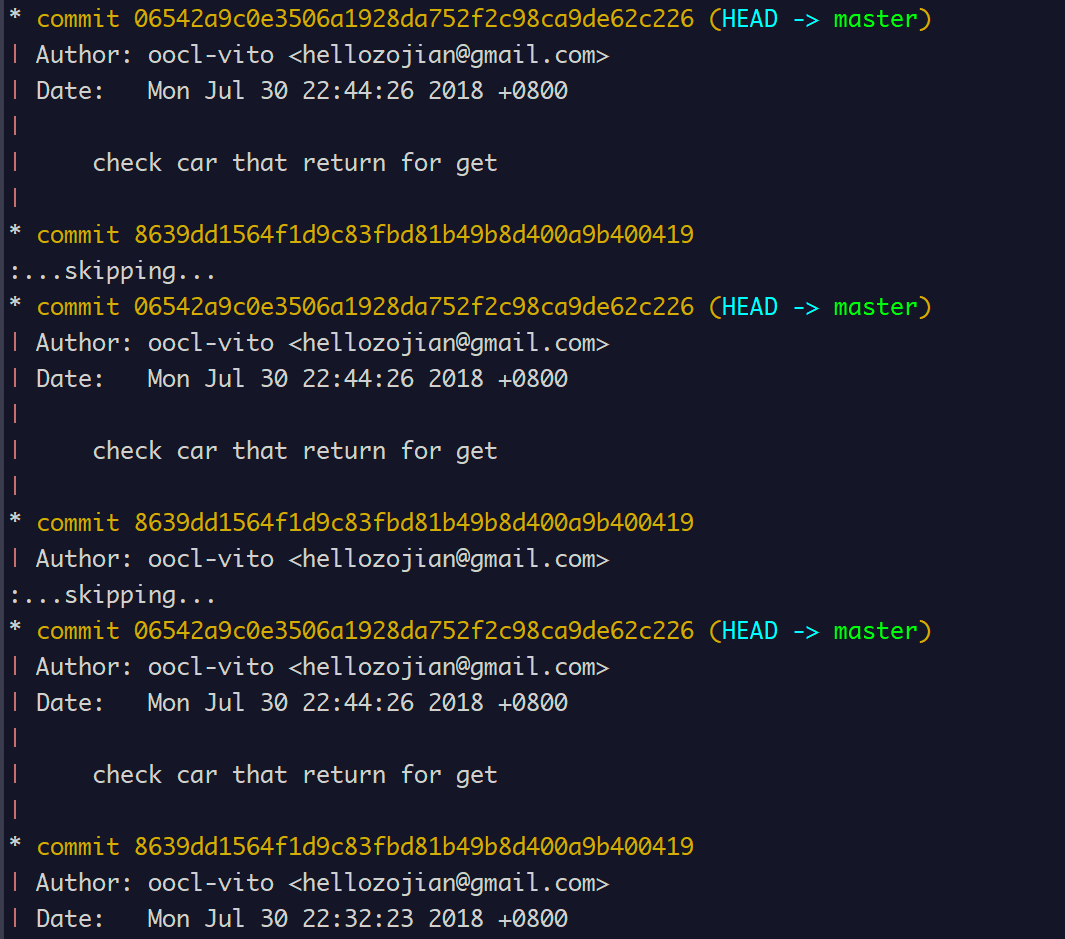 * commit 06542a9c0e3506a1928da752f2c98ca9de62c226 (HEAD -> master)
| Author: oocl-vito <hellozojian@gmail.com>
| Date:   Mon Jul 30 22:44:26 2018 +0800
|
|     check car that return for get
|
* commit 8639dd1564f1d9c83fbd81b49b8d400a9b400419
:...skipping...
* commit 06542a9c0e3506a1928da752f2c98ca9de62c226 (HEAD -> master)
| Author: oocl-vito <hellozojian@gmail.com>
| Date:   Mon Jul 30 22:44:26 2018 +0800
|
|     check car that return for get
|
* commit 8639dd1564f1d9c83fbd81b49b8d400a9b400419
| Author: oocl-vito <hellozojian@gmail.com>
:...skipping...
* commit 06542a9c0e3506a1928da752f2c98ca9de62c226 (HEAD -> master)
| Author: oocl-vito <hellozojian@gmail.com>
| Date:   Mon Jul 30 22:44:26 2018 +0800
|
|     check car that return for get
|
* commit 8639dd1564f1d9c83fbd81b49b8d400a9b400419
| Author: oocl-vito <hellozojian@gmail.com>
| Date:   Mon Jul 30 22:32:23 2018 +0800